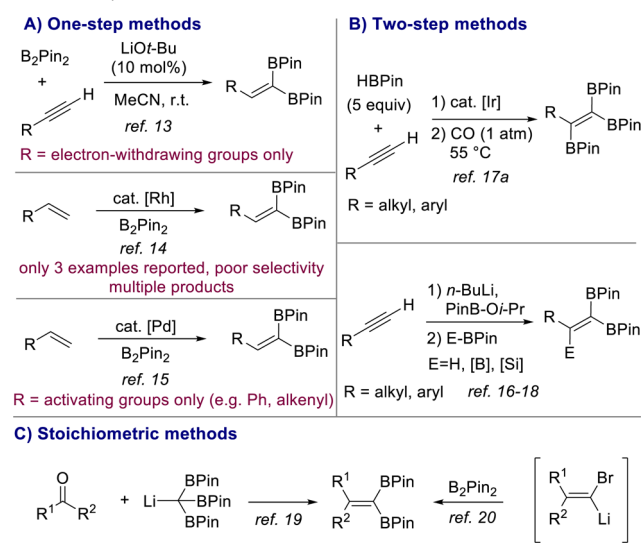 A) One-step methods
B2Pin2
+
R
H
LiOt-Bu
(10 mol%)
MeCN, r.t.
ref. 13
R
BPin
BPin
R = electron-withdrawing groups only
R
cat. [Rh]
B2Pin2
ref. 14
R
BPin
BPin
only 3 examples reported, poor selectivity
multiple products
R
cat. [Pd]
B2Pin2
ref. 15
R
BPin
BPin
R = activating groups only (e.g. Ph, alkenyl)
B) Two-step methods
HBPin
(5 equiv)
+
R
H
1) cat. [Ir]
2) CO (1 atm)
55 °C
ref. 17a
R
BPin
BPin
BPin
R = alkyl, aryl
R
H
1) n-BuLi,
PinB-Oi-Pr
2) E-BPin
E=H, [B], [Si]
R
BPin
BPin
E
R = alkyl, aryl ref. 16-18
C) Stoichiometric methods
O
R1 R2
+
Li
BPin
BPin
BPin
ref. 19
R1
R2
BPin
BPin
B2Pin2
ref. 20
R1
R2
Br
Li